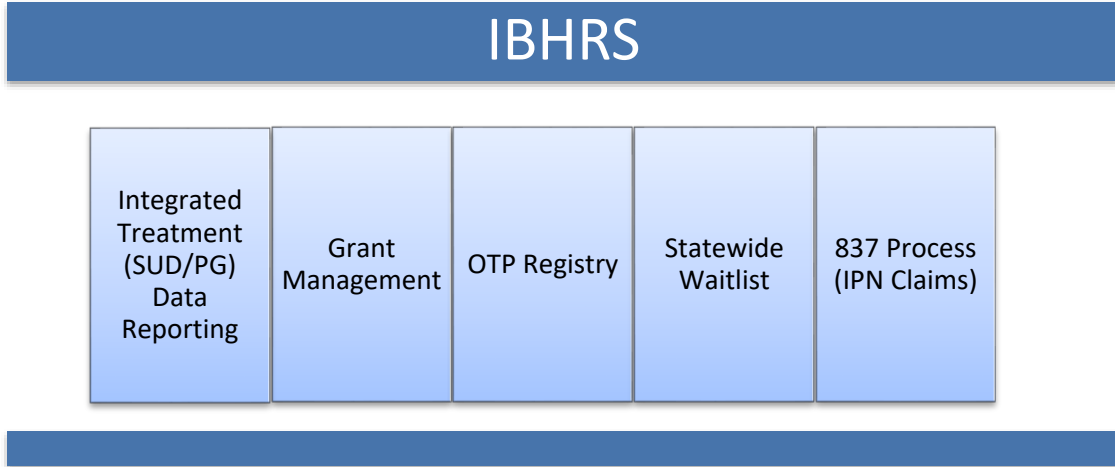 IBHRS
Integrated
Treatment
(SUD/PG)
Data
Reporting
Grant
Management
OTP Registry
Statewide
Waitlist
837 Process
(IPN Claims)